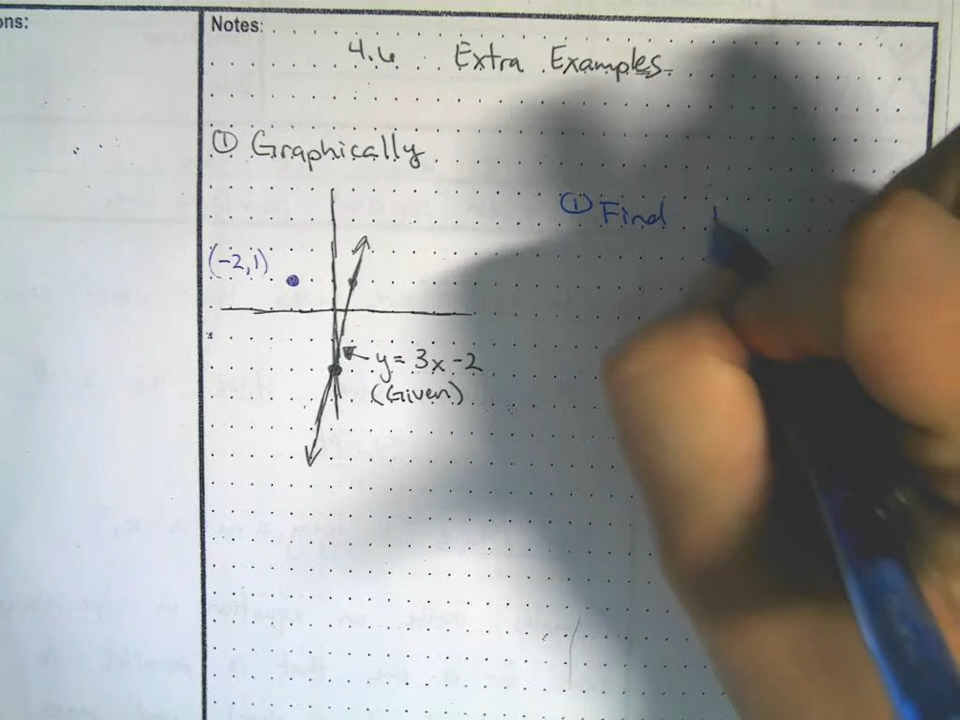 ons:
Notes:
4.6 Extra Examples
① Graphically
① Find
(-2,1)
y = 3x - 2
(Given)